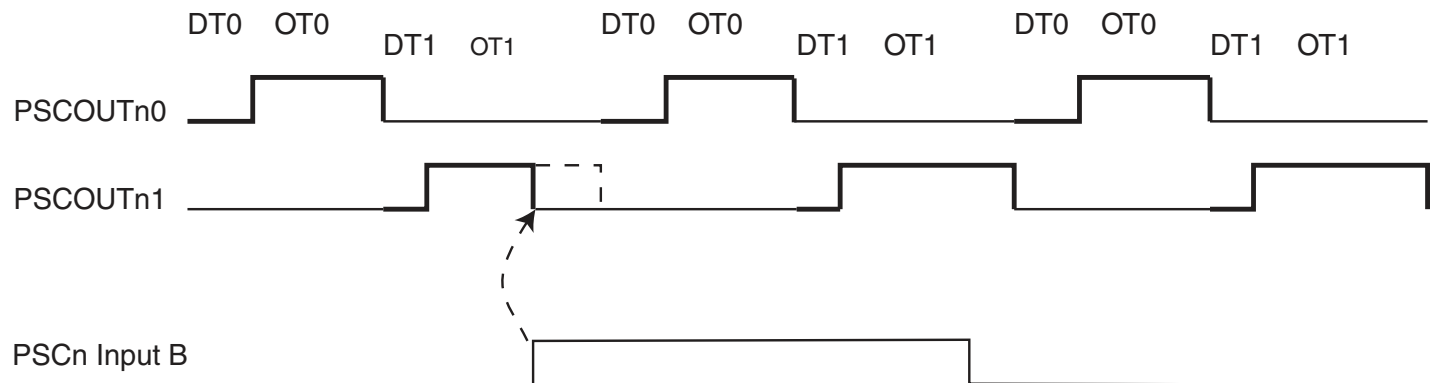 DT0 OT0 DT0 OT0 DT0 OT0
DT1 OT1 DT1 OT1 DT1 OT1
PSCOUTn0
PSCOUTn1
PSCn Input B